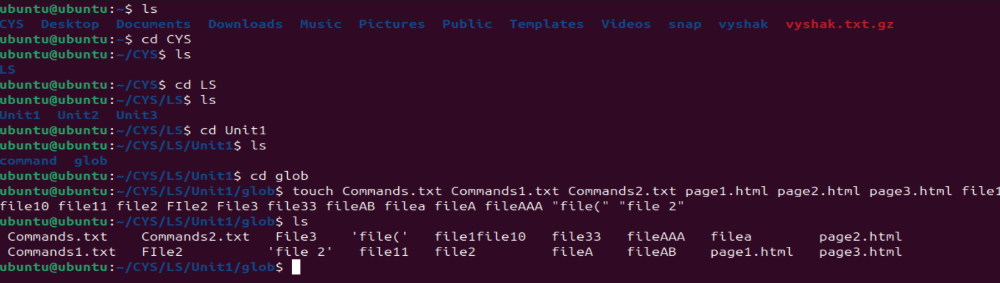 ubuntu@ubuntu:~$ ls
CYS  Desktop  Documents  Downloads  Music  Pictures  Public  Templates  Videos  snap  vyshak  vyshak.txt.gz
ubuntu@ubuntu:~$ cd CYS
ubuntu@ubuntu:~/CYS$ ls
LS
ubuntu@ubuntu:~/CYS$ cd LS
ubuntu@ubuntu:~/CYS/LS$ ls
Unit1  Unit2  Unit3
ubuntu@ubuntu:~/CYS/LS$ cd Unit1
ubuntu@ubuntu:~/CYS/LS/Unit1$ ls
command  glob
ubuntu@ubuntu:~/CYS/LS/Unit1$ cd glob
ubuntu@ubuntu:~/CYS/LS/Unit1/glob$ touch Commands.txt Commands1.txt Commands2.txt page1.html page2.html page3.html file1
file10 file11 file2 FIle2 File3 file33 fileAB filea fileA fileAAA "file(" "file 2"
ubuntu@ubuntu:~/CYS/LS/Unit1/glob$ ls
 Commands.txt    Commands2.txt   File3    'file('   file1file10   file33   fileAAA   filea        page2.html
 Commands1.txt   FIle2          'file 2'   file11   file2         fileA    fileAB    page1.html   page3.html
ubuntu@ubuntu:~/CYS/LS/Unit1/glob$